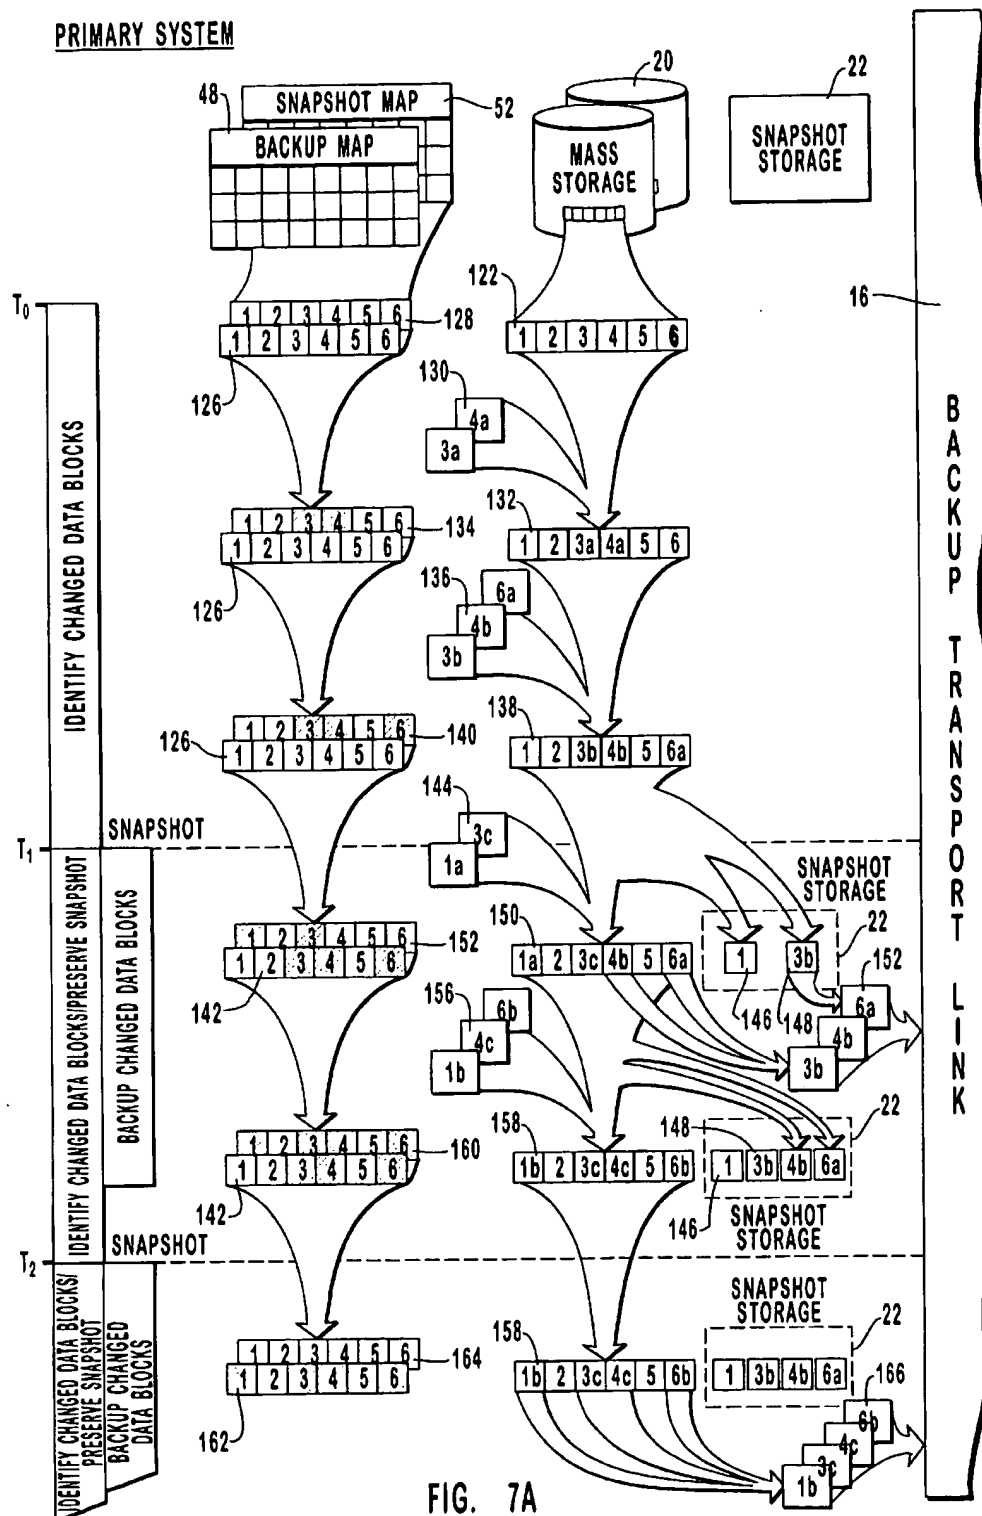 PRIMARY SYSTEM
SNAPSHOT MAP
48
52
BACKUP MAP
20
MASS STORAGE
22
SNAPSHOT STORAGE
16
BACKUP TRANSPORT LINK
T0
1 2 3 4 5 6
128
1 2 3 4 5 6
126
122
1 2 3 4 5 6
IDENTIFY CHANGED DATA BLOCKS
130
4a
3a
1 2 3 4 5 6
134
1 2 3 4 5 6
126
132
1 2 3a 4a 5 6
136
6a
4b
3b
1 2 3 4 5 6
140
126
1 2 3 4 5 6
138
1 2 3b 4b 5 6a
144
3c
1a
SNAPSHOT
T1
IDENTIFY CHANGED DATA BLOCKS/PRESERVE SNAPSHOT
BACKUP CHANGED DATA BLOCKS
SNAPSHOT STORAGE
22
1 2 3 4 5 6
152
1 2 3 4 5 6
142
150
1a 2 3c 4b 5 6a
1
3b
146
148
152
6a
4b
3b
156
6b
4c
1b
1 2 3 4 5 6
160
1 2 3 4 5 6
142
158
1b 2 3c 4c 5 6b
22
148
1 3b 4b 6a
146
SNAPSHOT STORAGE
SNAPSHOT
T2
IDENTIFY CHANGED DATA BLOCKS/
PRESERVE SNAPSHOT
BACKUP CHANGED
DATA BLOCKS
SNAPSHOT STORAGE
22
1 2 3 4 5 6
164
1 2 3 4 5 6
162
158
1b 2 3c 4c 5 6b
1 3b 4b 6a
166
6b
4c
3c
1b
FIG. 7A